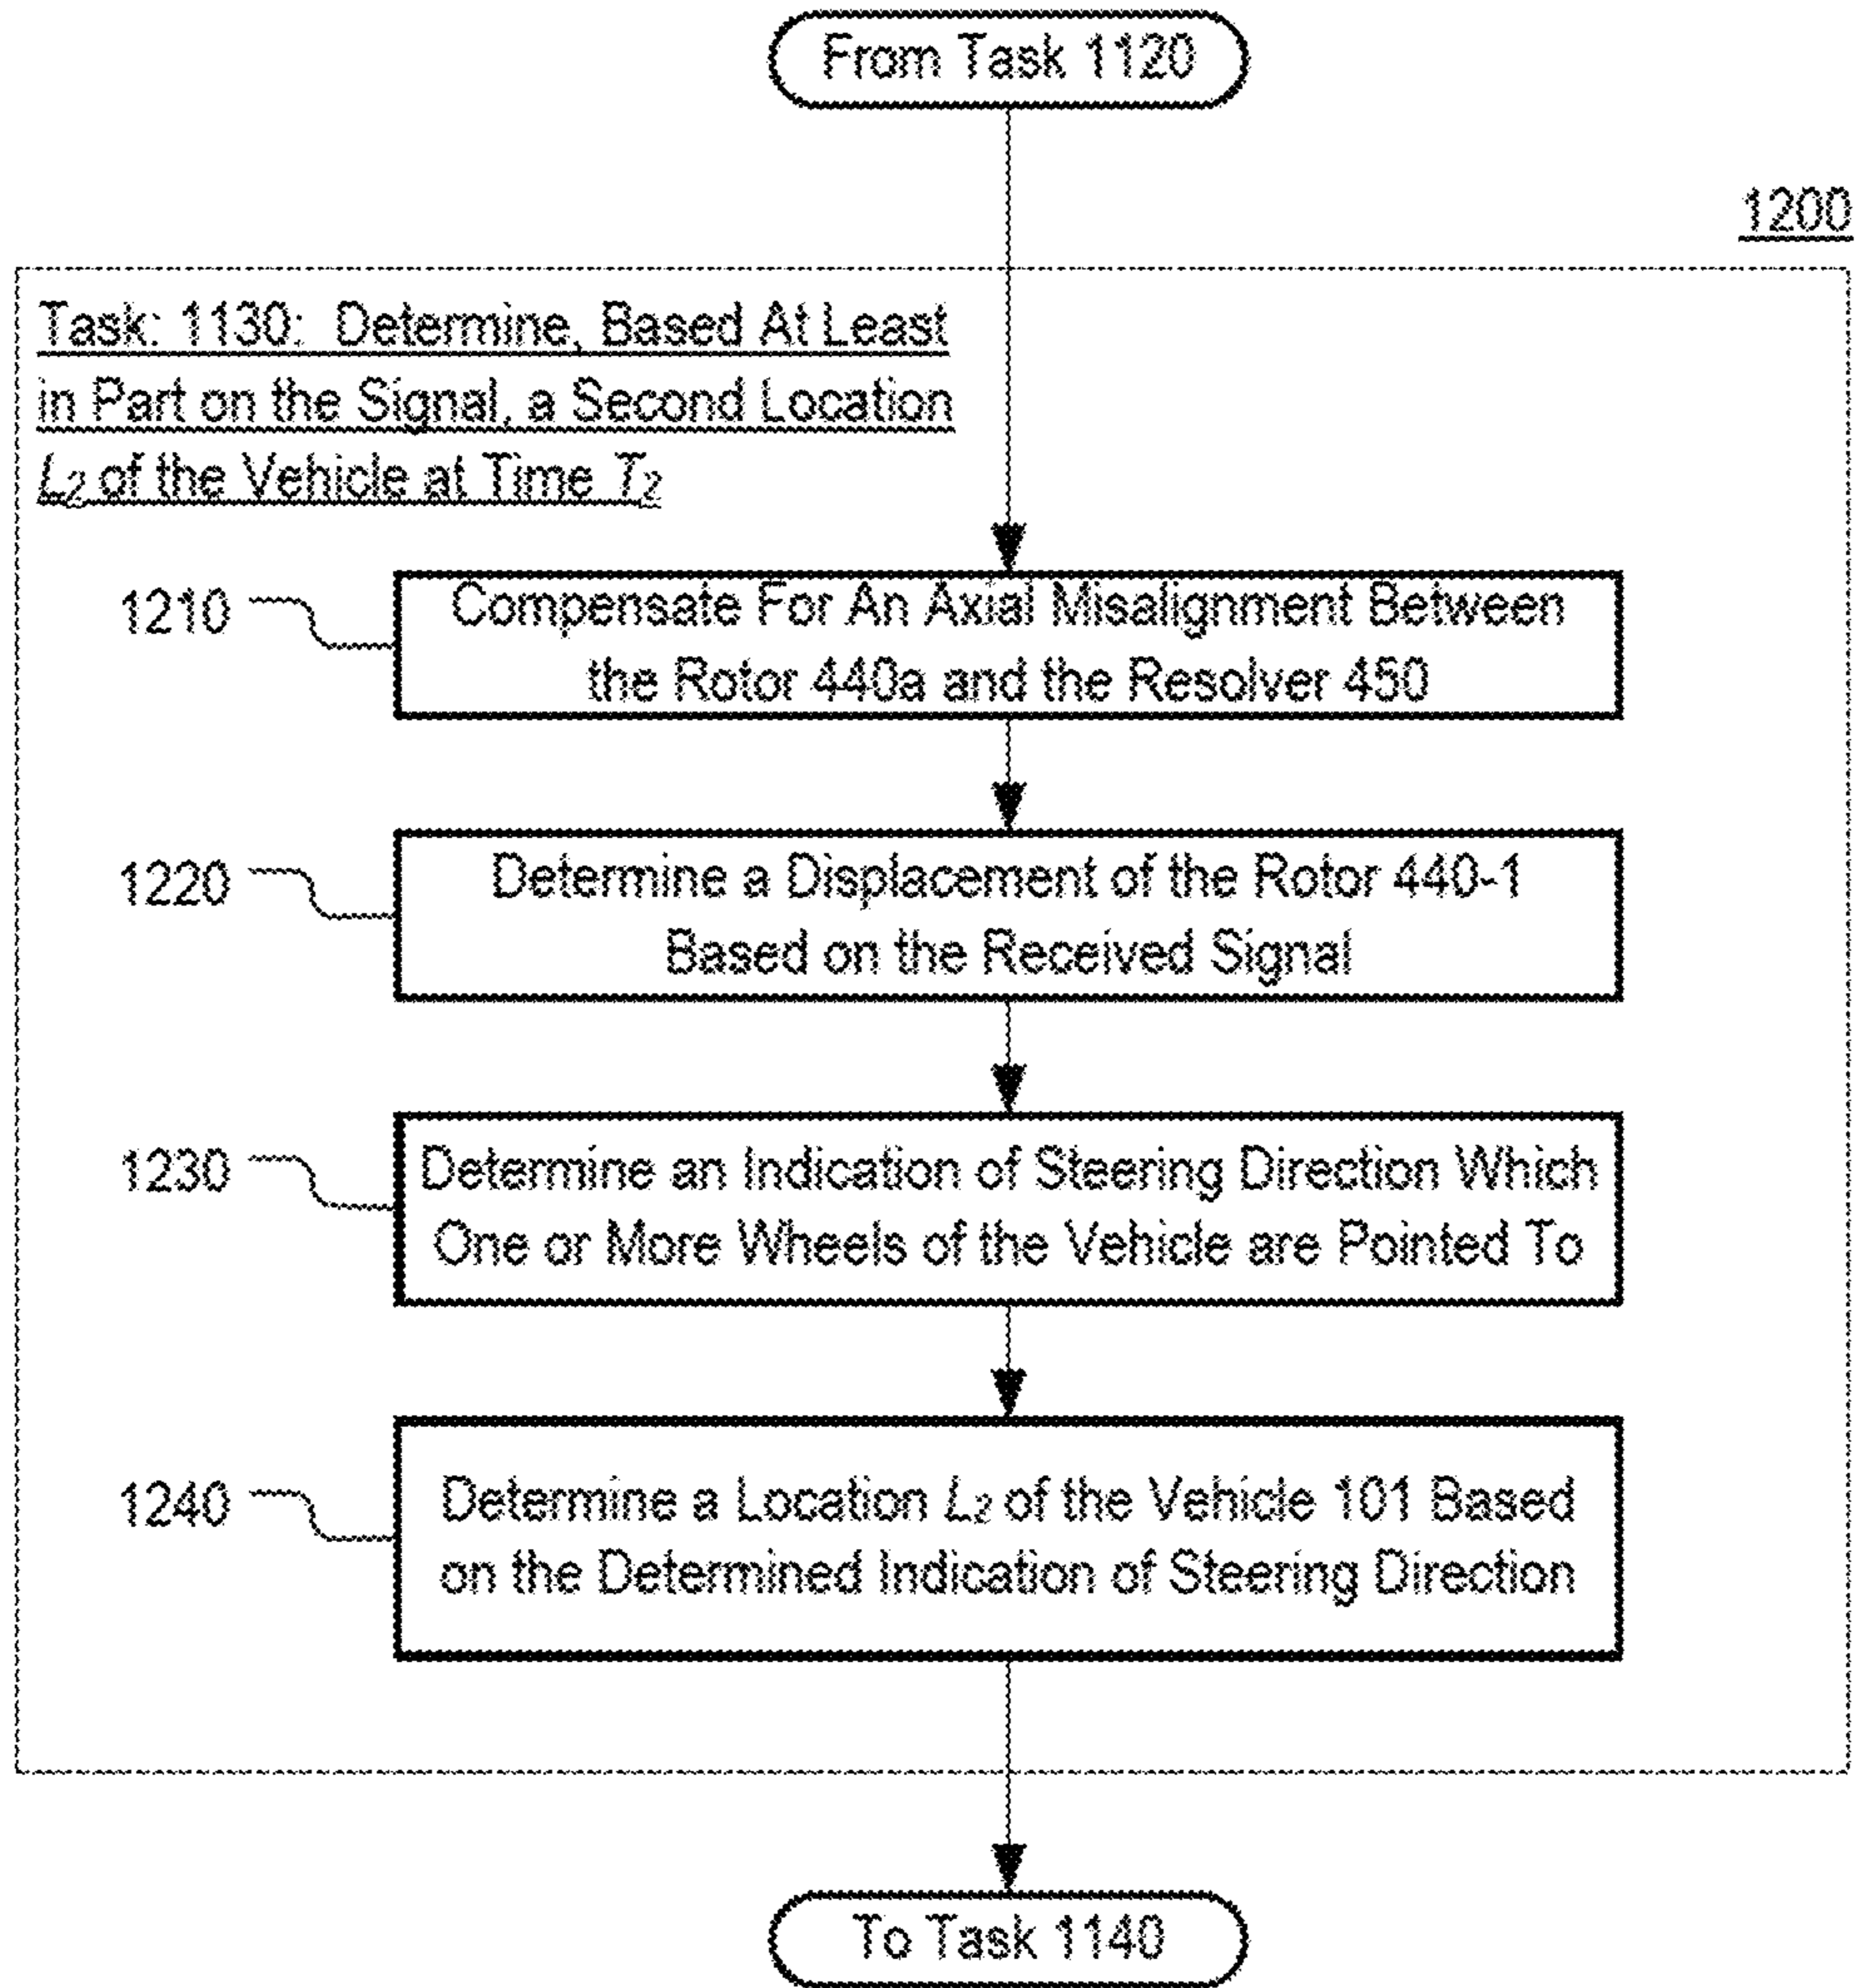 From Task 1120
1200
Task: 1130: Determine, Based At Least
in Part on the Signal, a Second Location
L2 of the Vehicle at Time T2
1210
Compensate For An Axial Misalignment Between
the Rotor 440a and the Resolver 450
1220
Determine a Displacement of the Rotor 440-1
Based on the Received Signal
1230
Determine an Indication of Steering Direction Which
One or More Wheels of the Vehicle are Pointed To
1240
Determine a Location L2 of the Vehicle 101 Based
on the Determined Indication of Steering Direction
To Task 1140